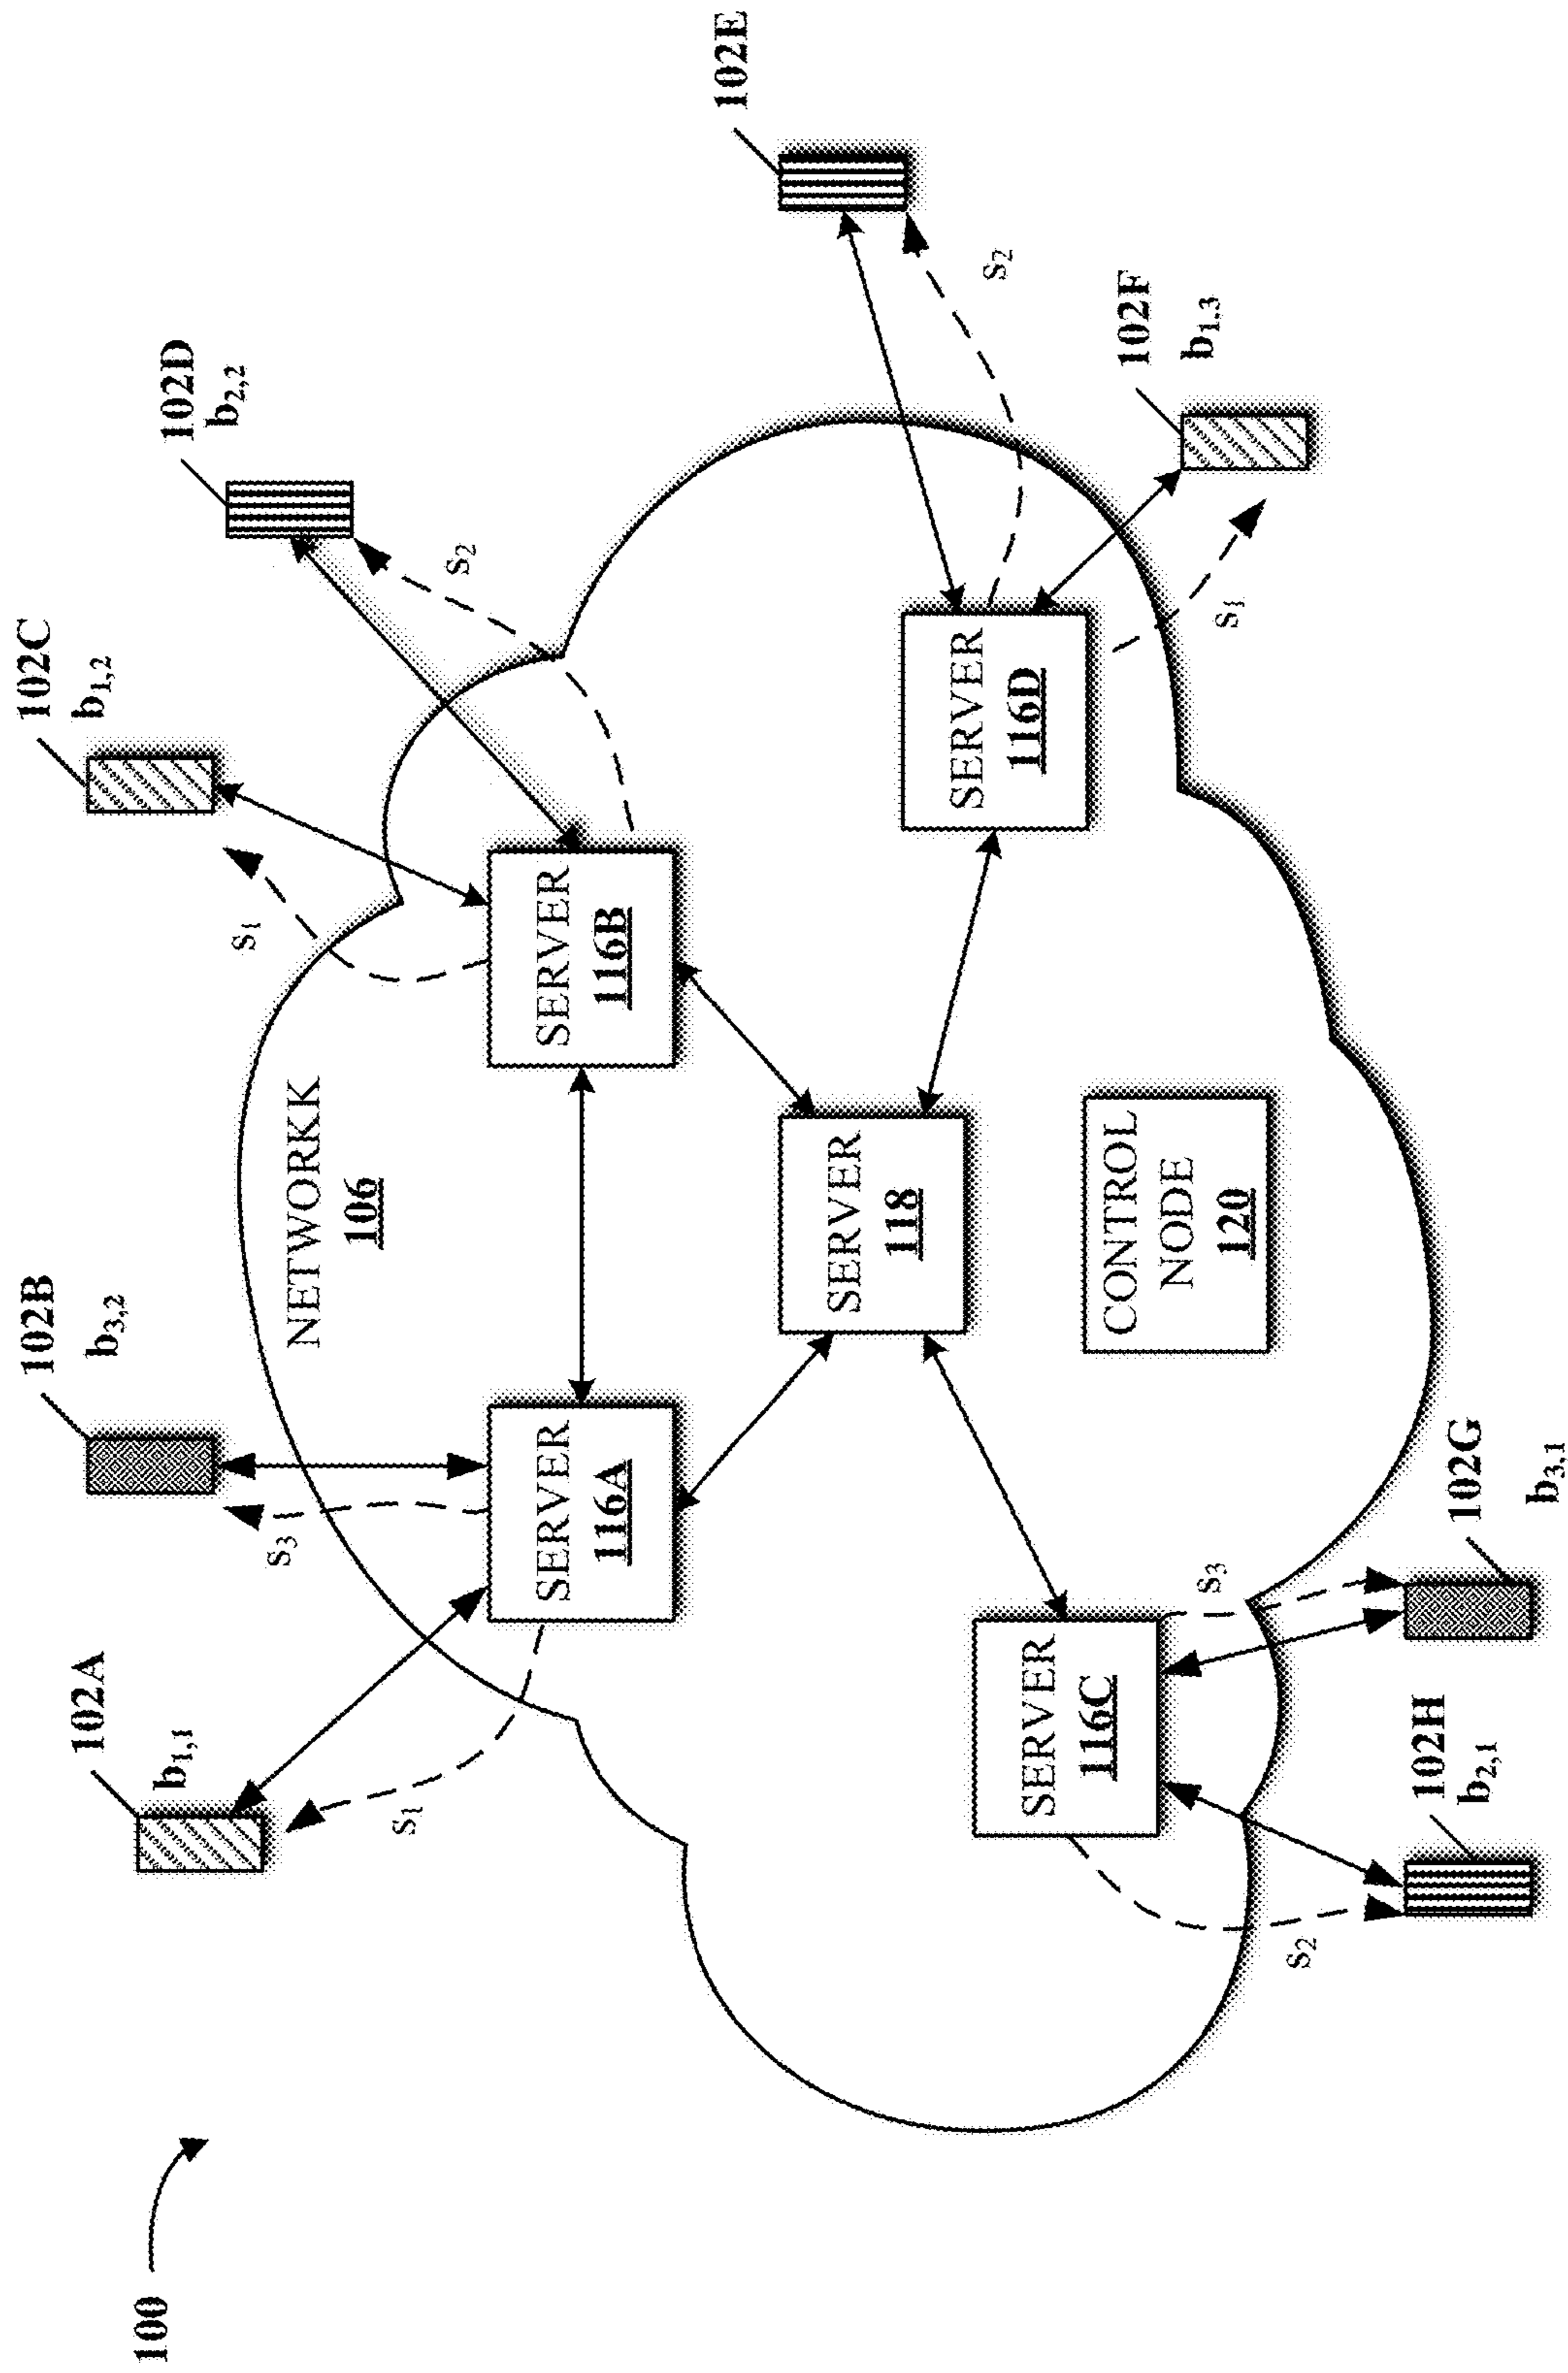 100
102A
b1,1
s1
102B
b3,2
s3
102C
b1,2
s1
102D
b2,2
s2
102E
s2
102F
b1,3
s1
NETWORKK
106
SERVER
116A
SERVER
116B
SERVER
118
SERVER
116D
SERVER
116C
CONTROL
NODE
120
s2
102H
b2,1
s3
102G
b3,1